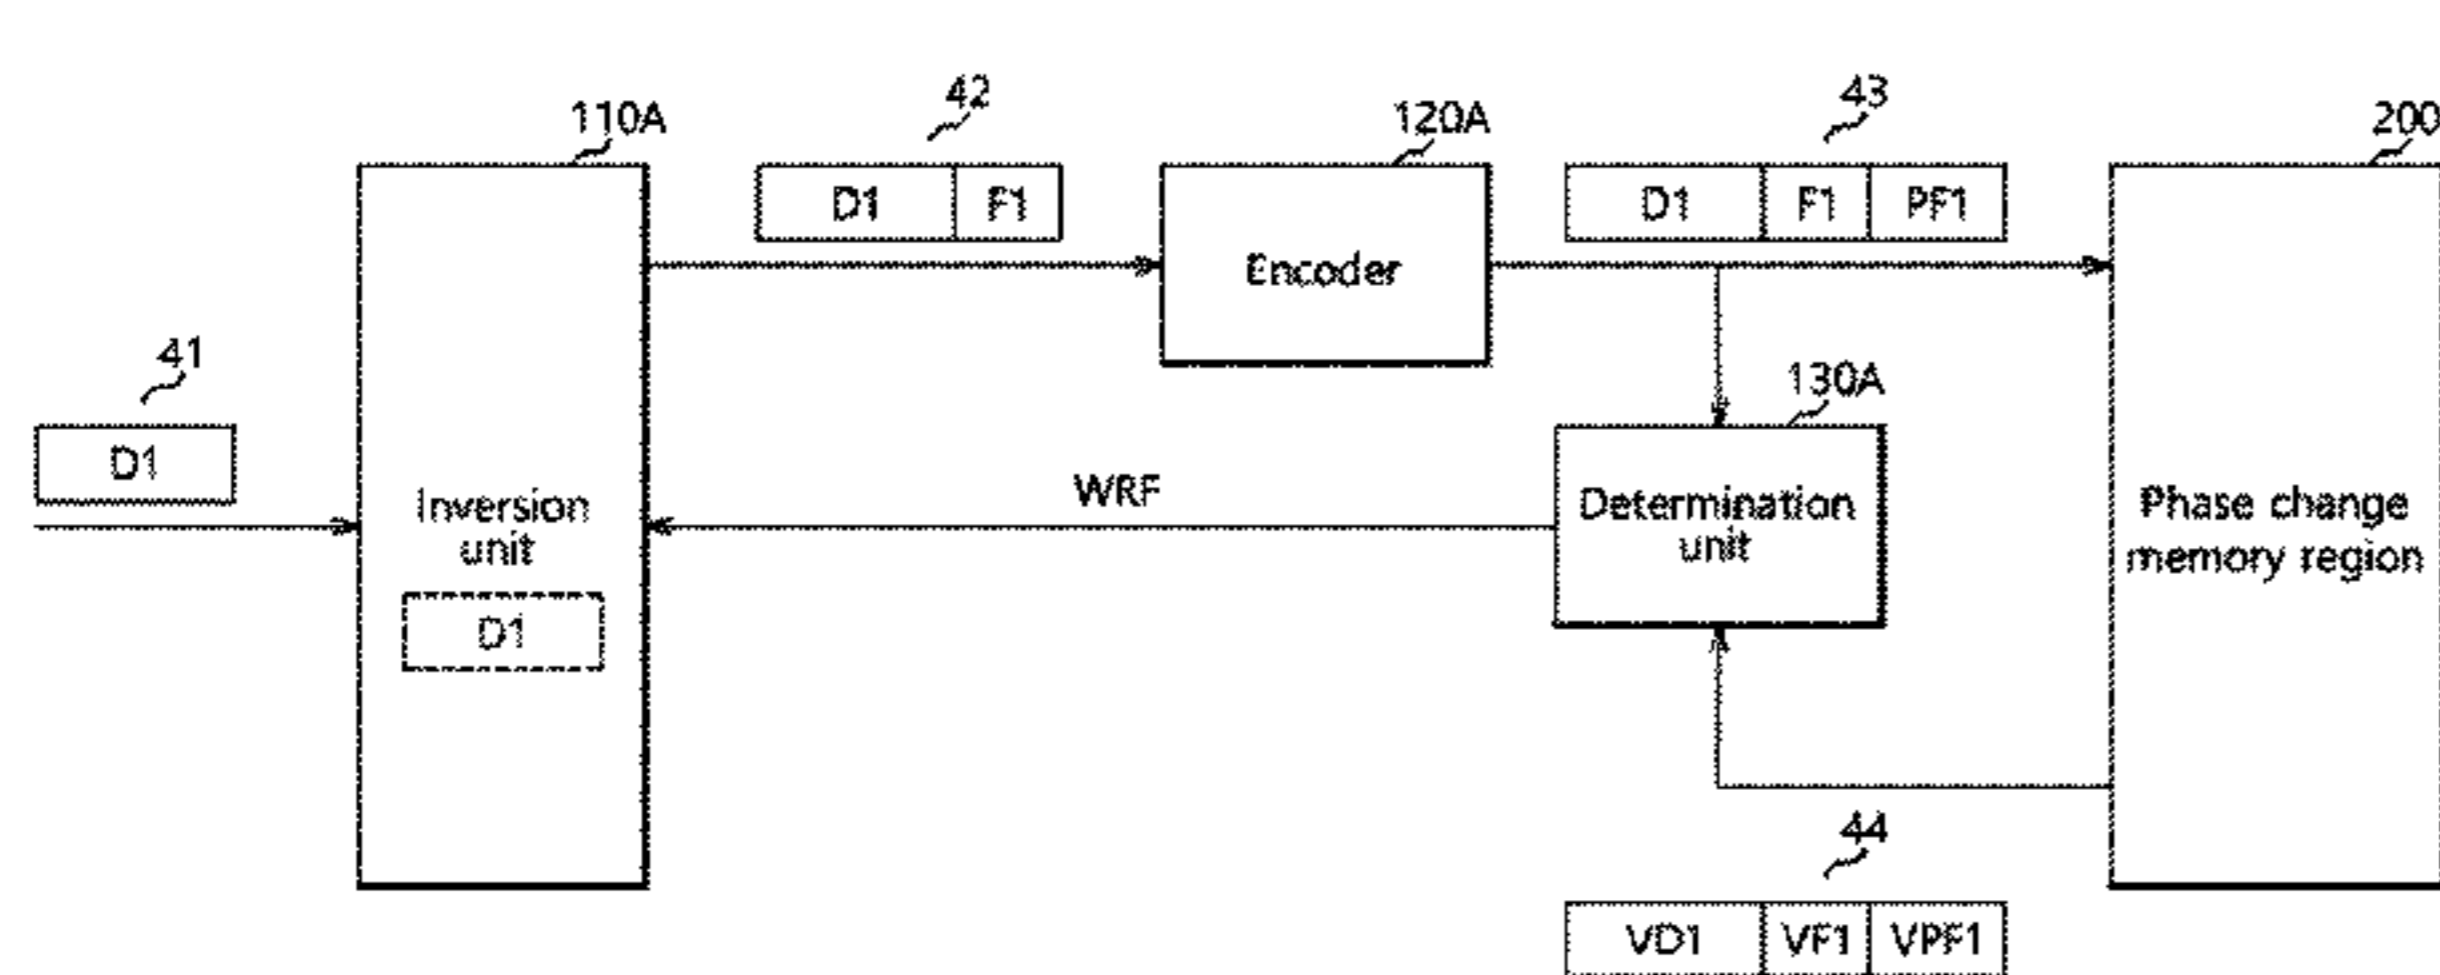 42
43
110A
120A
200
D1 F1
D1 F1 PF1
Encoder
41
130A
D1
WRF
Inversion
unit
Determination
unit
Phase change
memory region
D1
44
VD1 VF1 VPF1